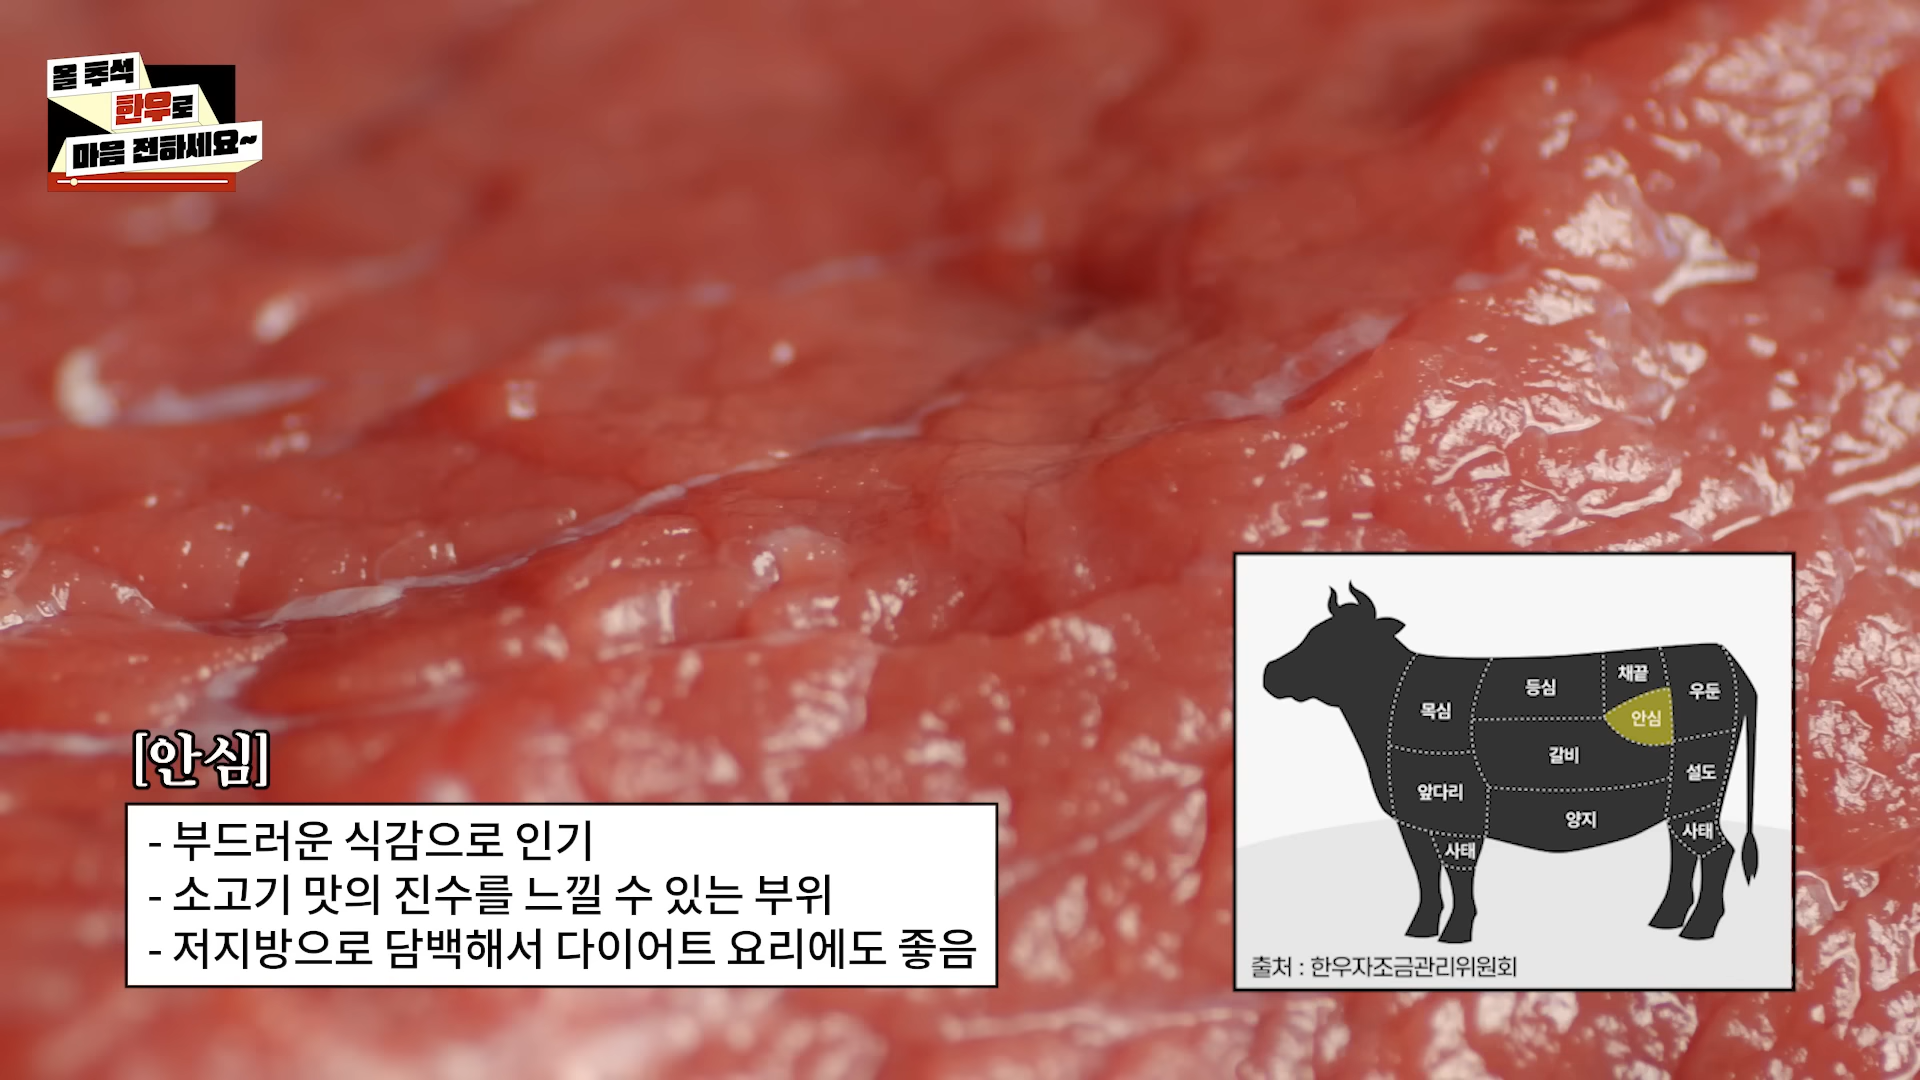 올 추석
한우로
마음 전하세요~
[안심]
- 부드러운 식감으로 인기
- 소고기 맛의 진수를 느낄 수 있는 부위
- 저지방으로 담백해서 다이어트 요리에도 좋음
목심
등심
채끝
우둔
안심
갈비
설도
앞다리
양지
사태
사태
출처 : 한우자조금관리위원회